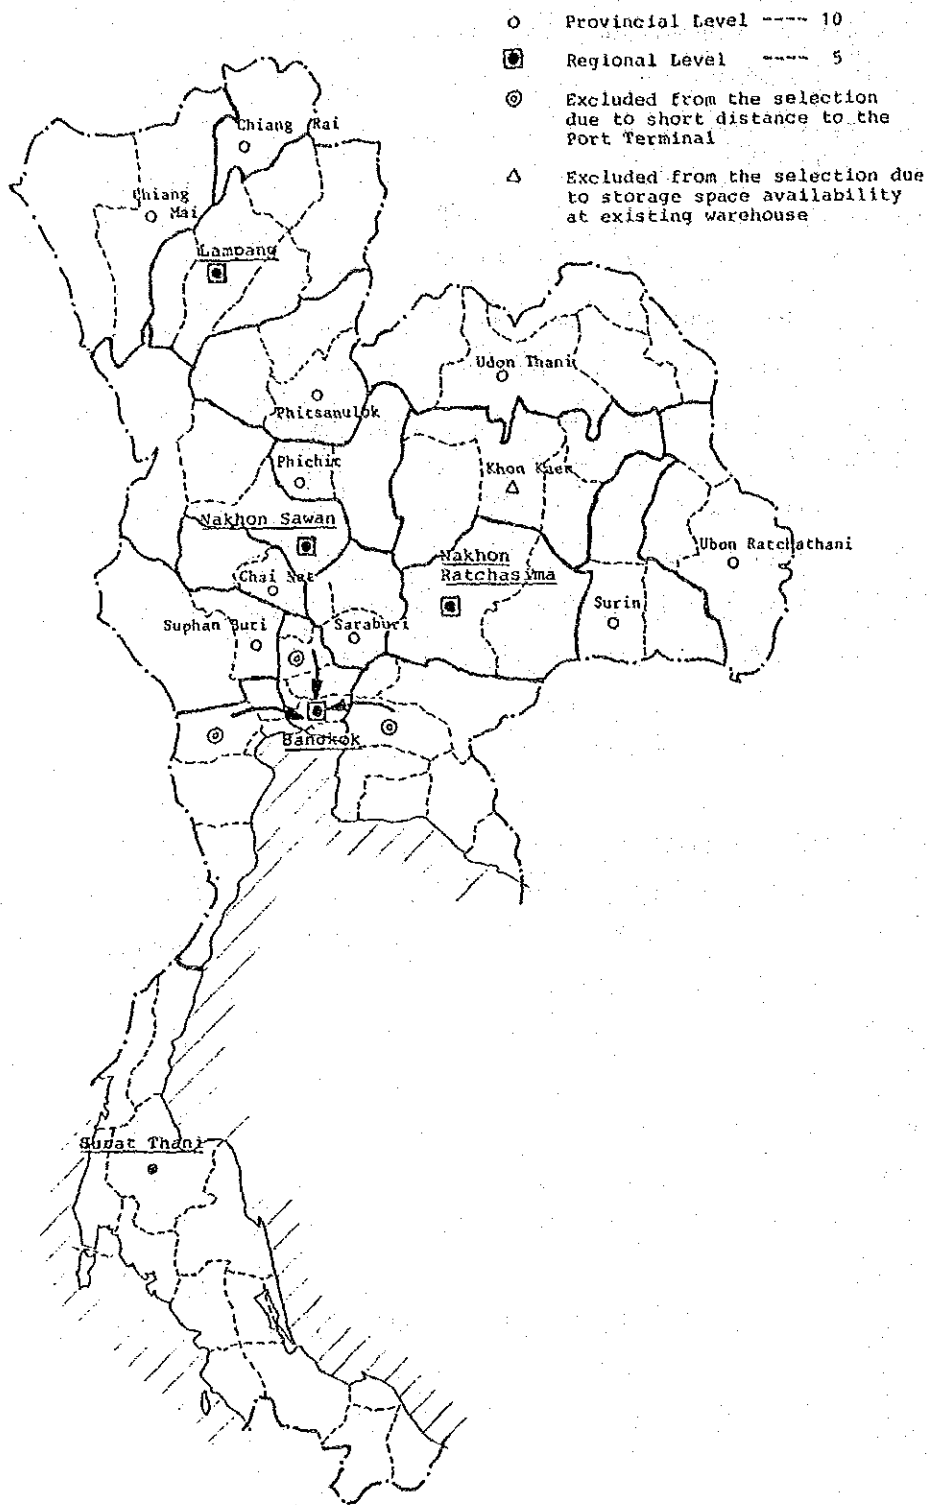 Provincial Level ---- 10
Regional Level ---- 5
Excluded from the selection
due to short distance to the
Port Terminal
Excluded from the selection due
to storage space availability
at existing warehouse
Chiang Rai
Chiang
Mai
Lampang
Udon Thani
Phitsanulok
Phichit
Khon Kaen
Nakhon Sawan
Ubon Ratchathani
Nakhon
Ratchasima
Chai Nat
Surin
Suphan Buri
Saraburi
Bangkok
Surat Thani